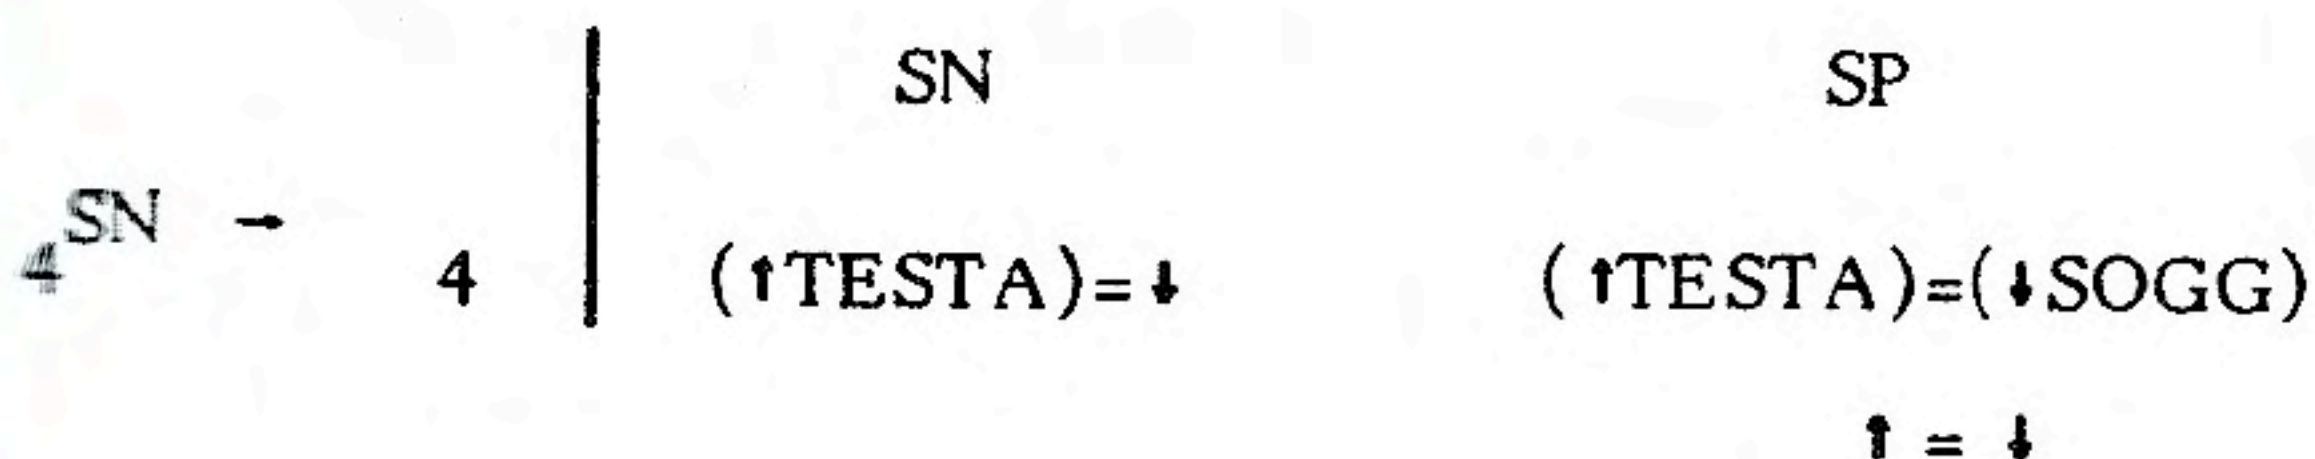 SN SP
₄SN → 4 | (↑TESTA)=↓ (↑TESTA)=(↓SOGG)
↑ = ↓